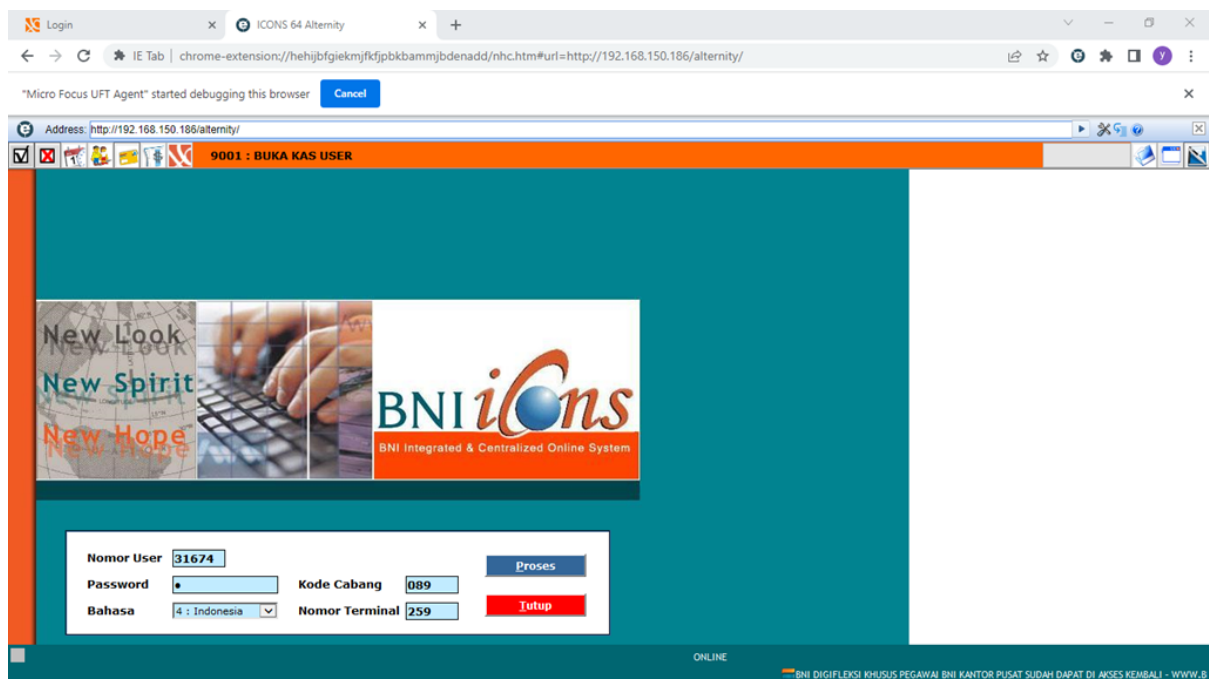 Login
ICONS 64 Alternity
IE Tab | chrome-extension://hehijbfgiekmjfkfjpbkbammjbdenadd/nhc.htm#url=http://192.168.150.186/alternity/
"Micro Focus UFT Agent" started debugging this browser
Cancel
Address: http://192.168.150.186/alternity/
9001 : BUKA KAS USER
New Look
New Spirit
New Hope
BNI icons
BNI Integrated & Centralized Online System
Nomor User 31674
Proses
Password Kode Cabang 089
Bahasa 4 : Indonesia Nomor Terminal 259
Tutup
ONLINE
BNI DIGIFLEKSI KHUSUS PEGAWAI BNI KANTOR PUSAT SUDAH DAPAT DI AKSES KEMBALI - WWW.B